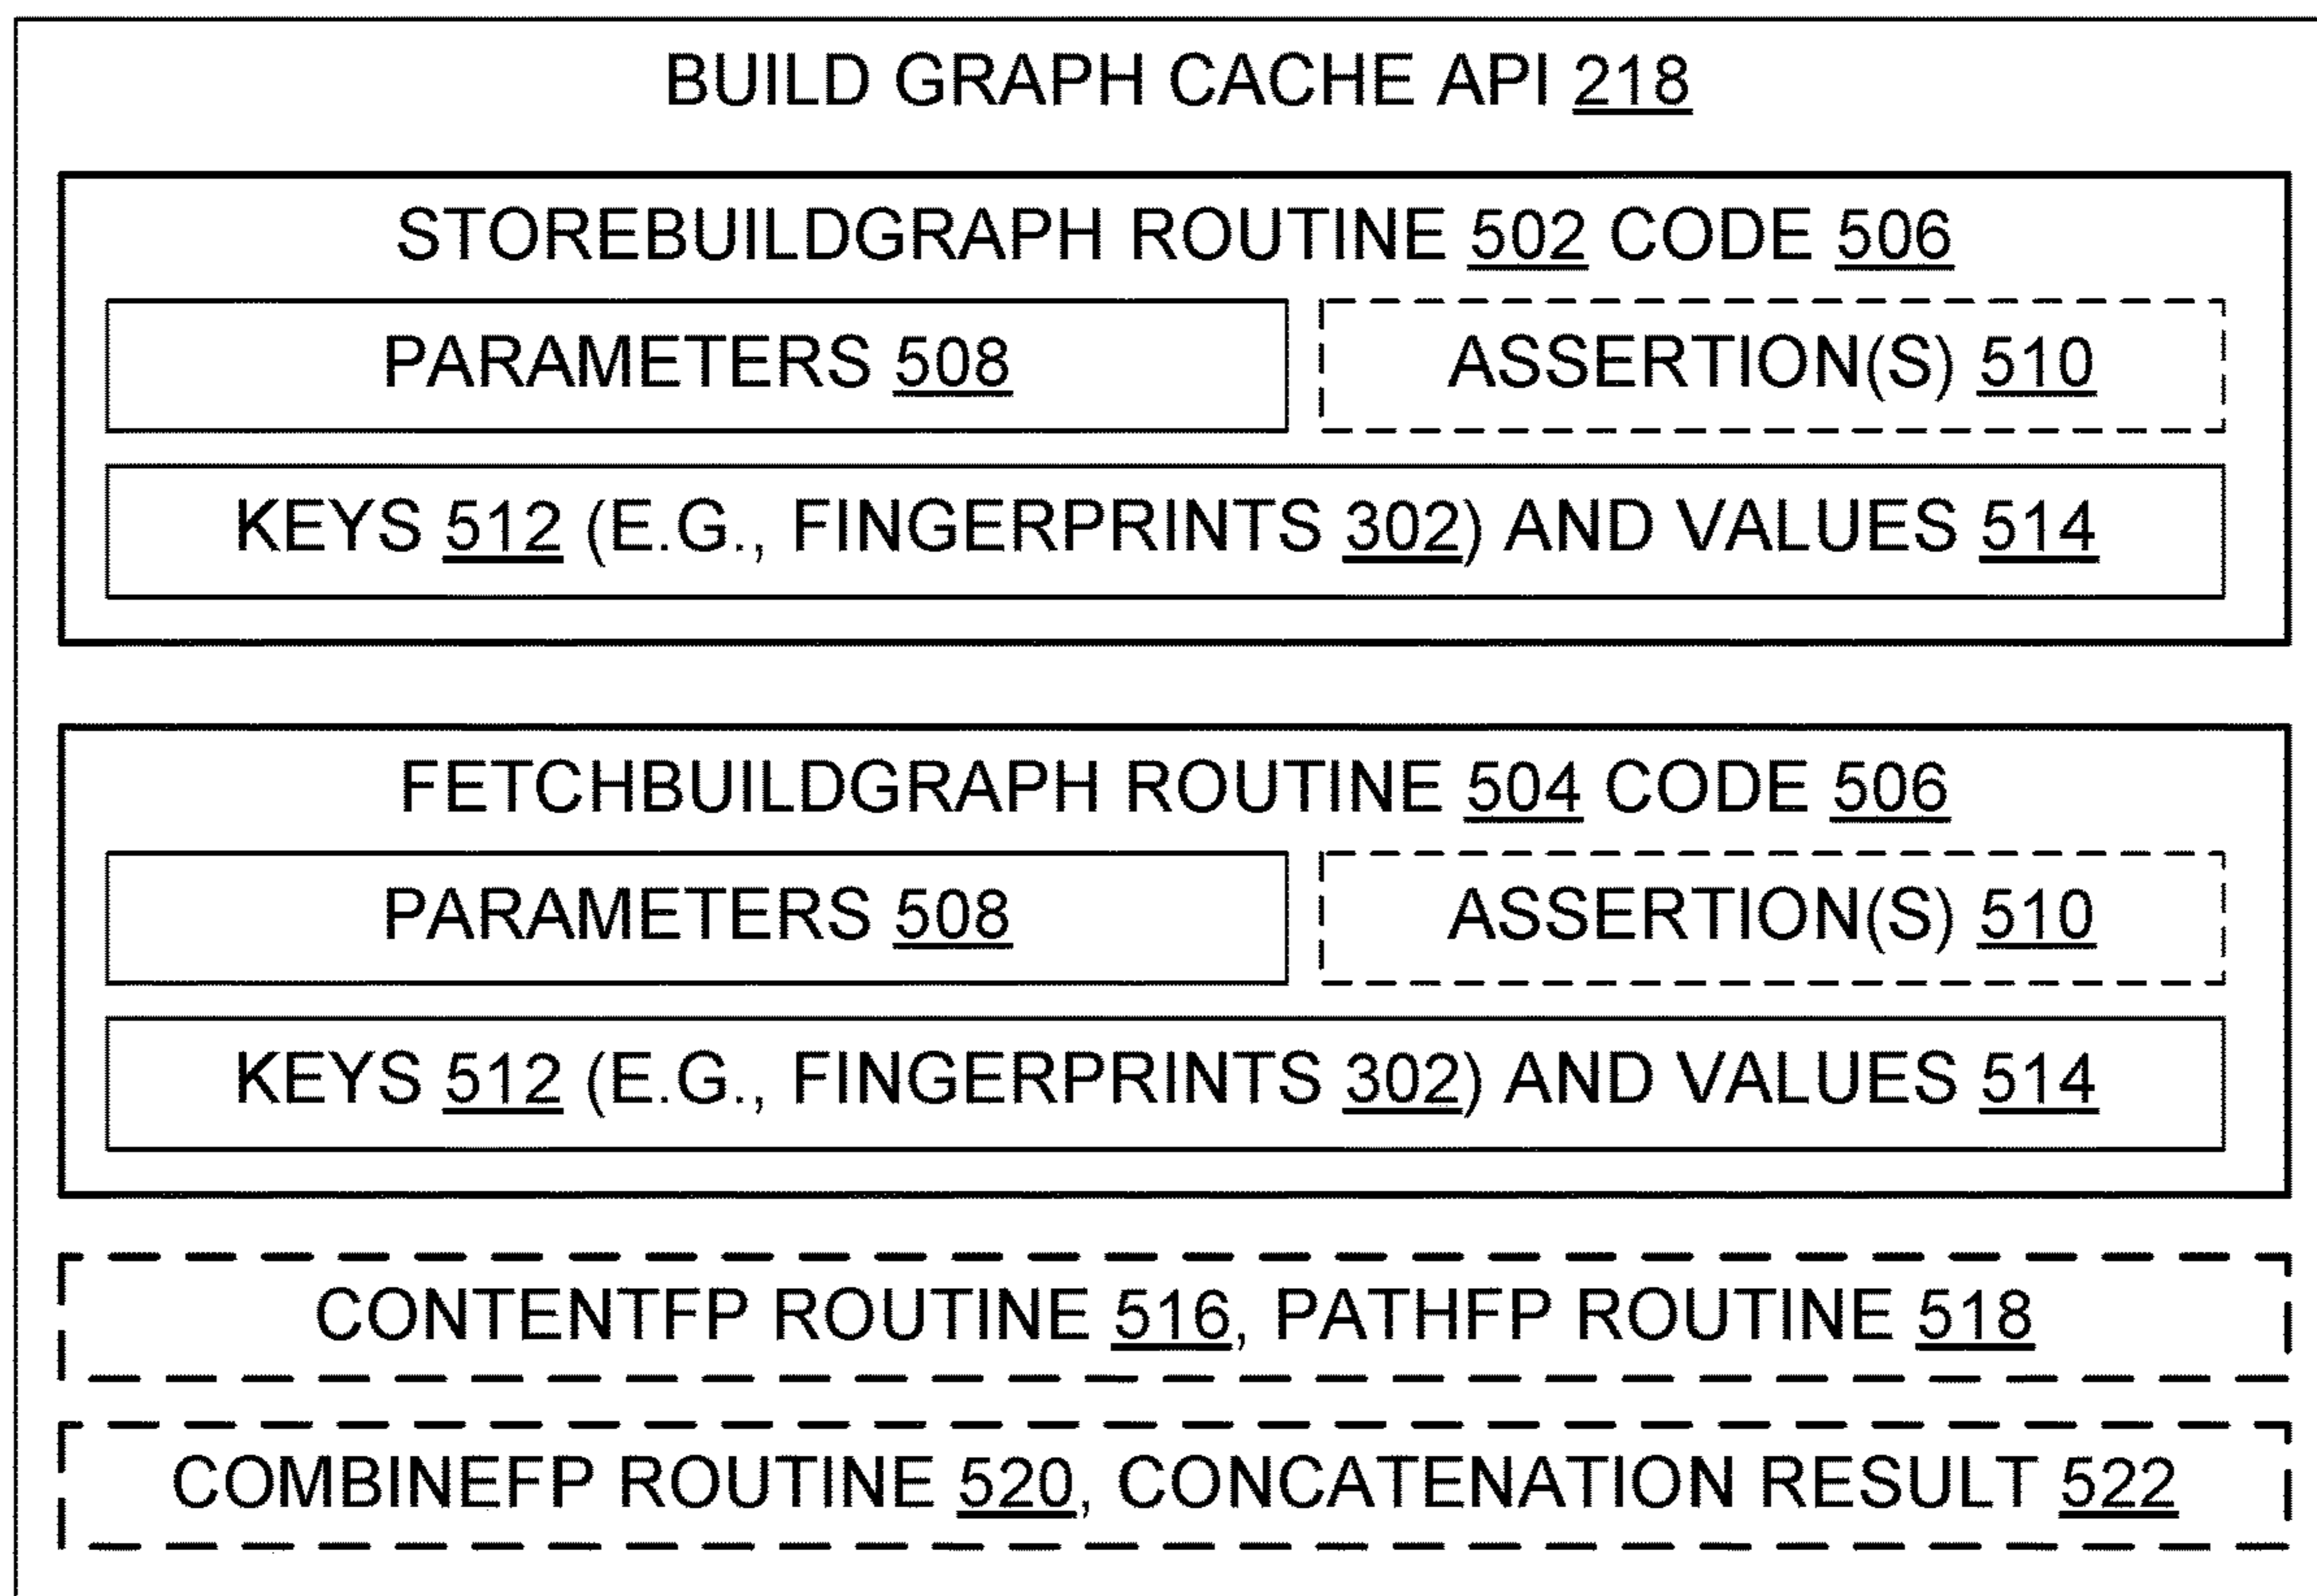 BUILD GRAPH CACHE API 218
STOREBUILDGRAPH ROUTINE 502 CODE 506
PARAMETERS 508
ASSERTION(S) 510
KEYS 512 (E.G., FINGERPRINTS 302) AND VALUES 514
FETCHBUILDGRAPH ROUTINE 504 CODE 506
PARAMETERS 508
ASSERTION(S) 510
KEYS 512 (E.G., FINGERPRINTS 302) AND VALUES 514
CONTENTFP ROUTINE 516, PATHFP ROUTINE 518
COMBINEFP ROUTINE 520, CONCATENATION RESULT 522